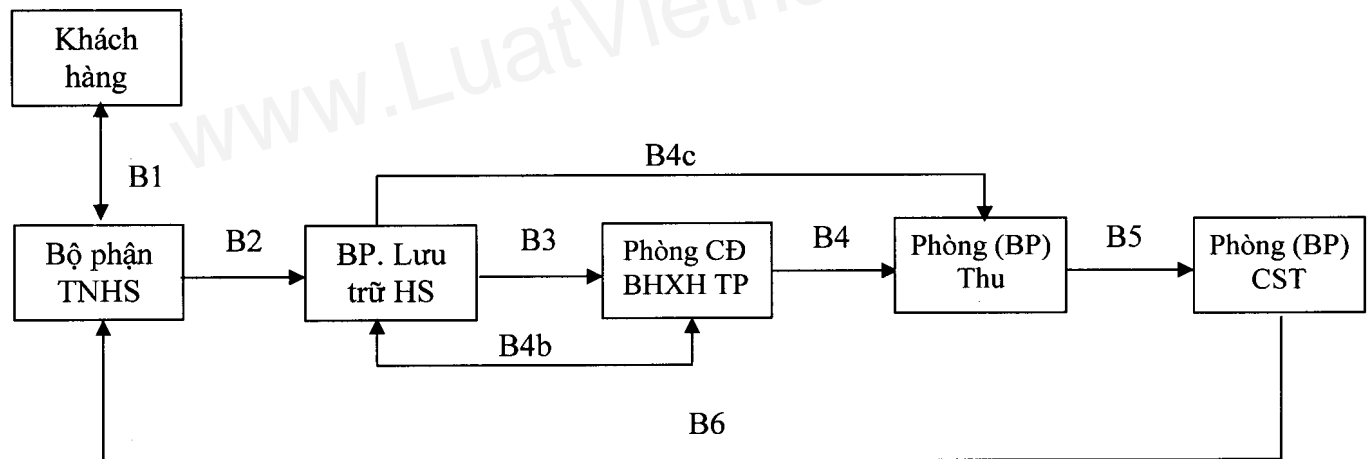 www.LuatVietna
Khách
hàng
B1
B4c
Bộ phận
TNHS
B2
BP. Lưu
trữ HS
B3
Phòng CĐ
BHXH TP
B4
Phòng (BP)
Thu
B5
Phòng (BP)
CST
B4b
B6